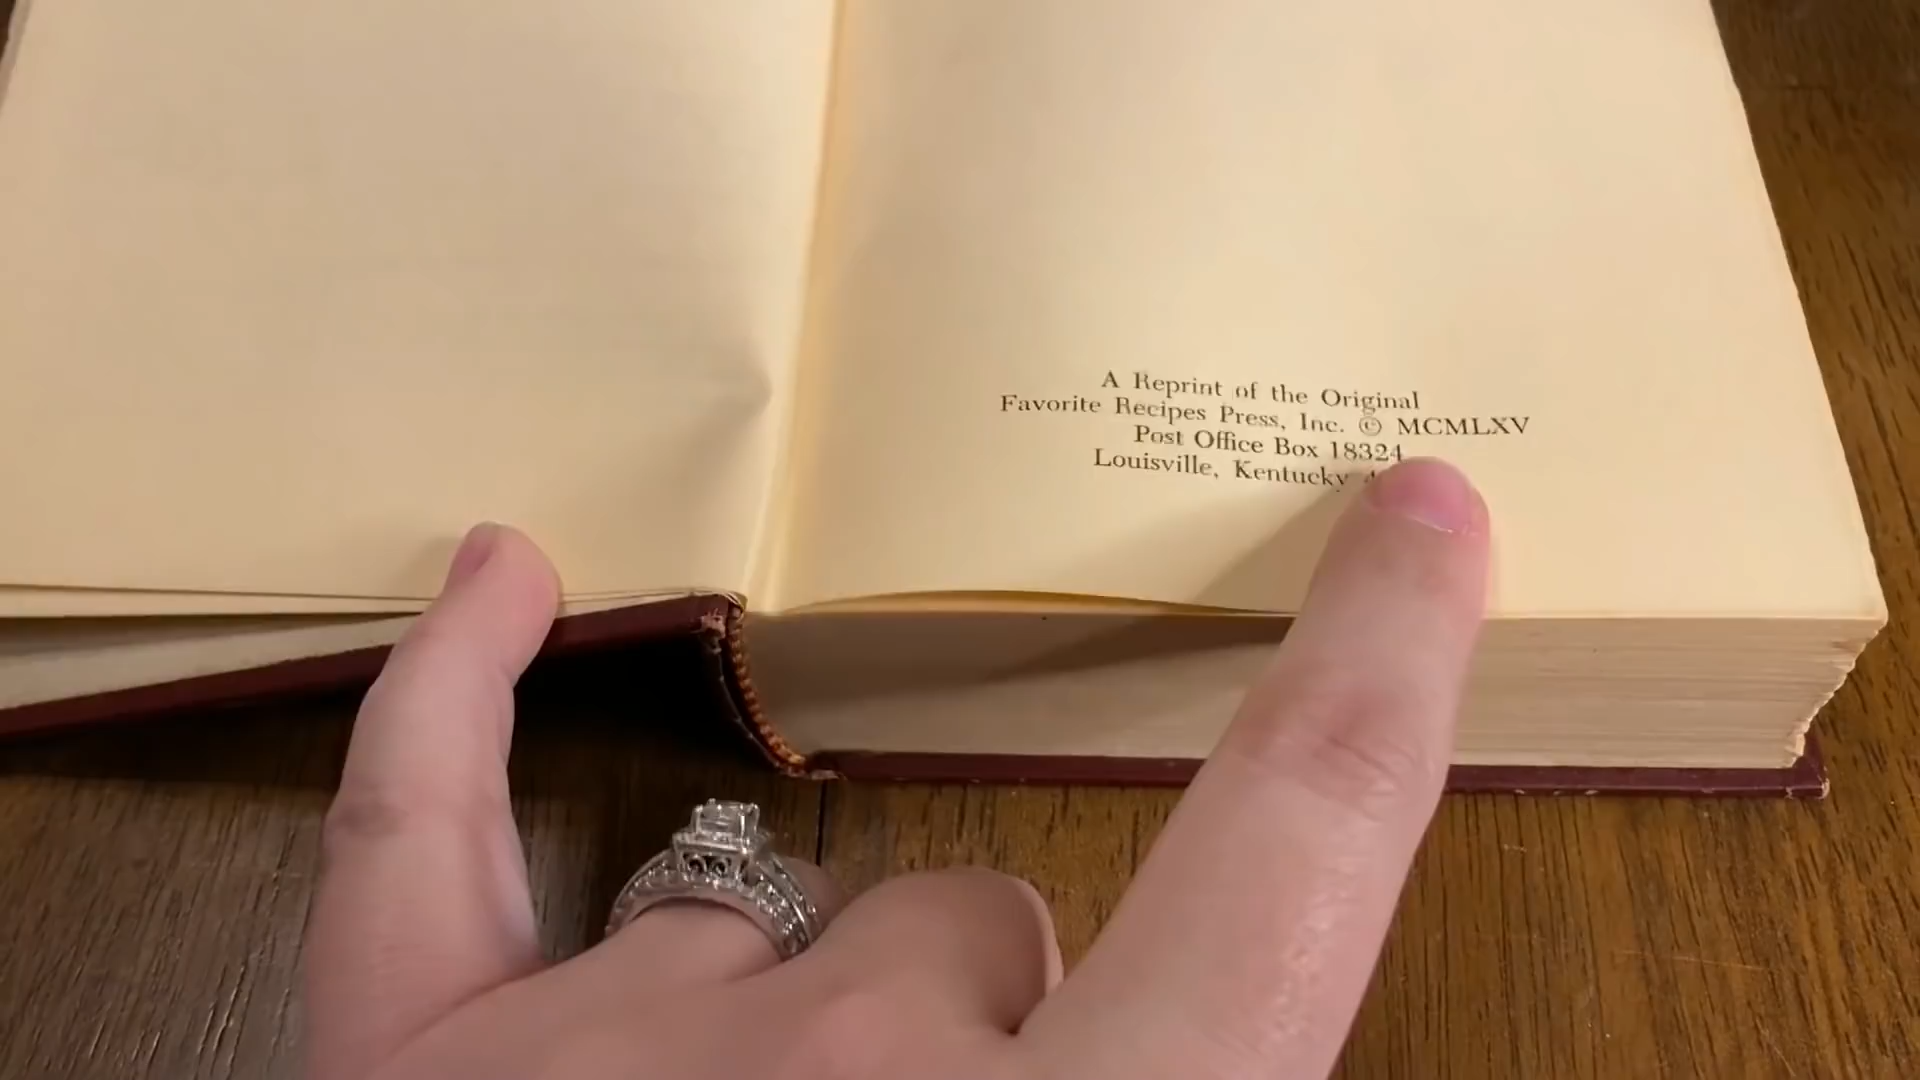 A Reprint of the Original
Favorite Recipes Press, Inc. © MCMLXV
Post Office Box 18324
Louisville, Kentucky